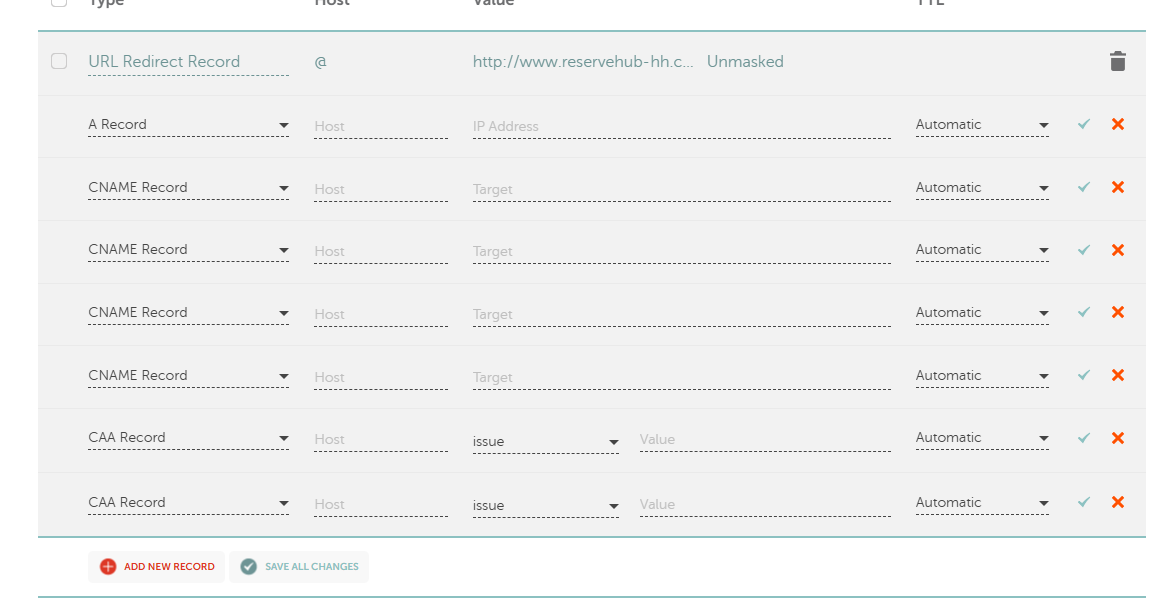 Type Host Value TTL
URL Redirect Record @ http://www.reservehub-hh.c... Unmasked
A Record Host IP Address Automatic
CNAME Record Host Target Automatic
CNAME Record Host Target Automatic
CNAME Record Host Target Automatic
CNAME Record Host Target Automatic
CAA Record Host issue Value Automatic
CAA Record Host issue Value Automatic
ADD NEW RECORD SAVE ALL CHANGES